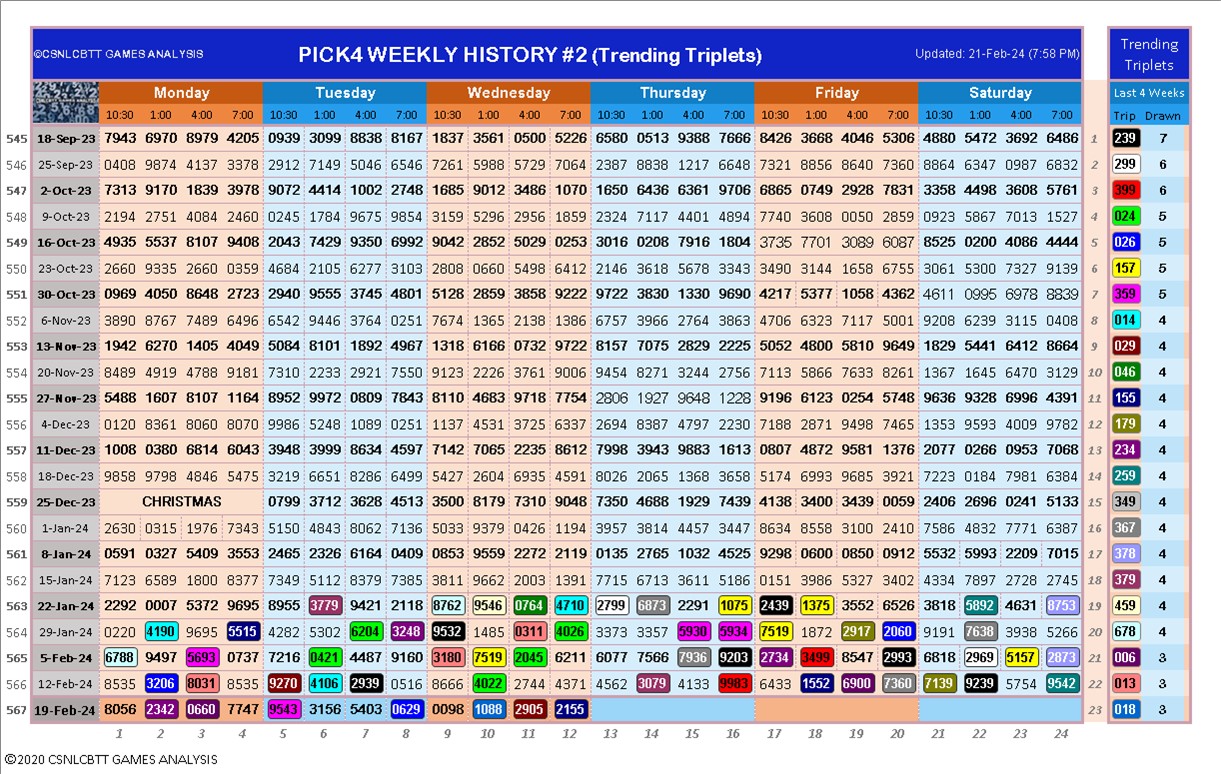 ©CSNLCBTT GAMES ANALYSIS PICK4 WEEKLY HISTORY #2 (Trending Triplets) Updated: 21-Feb-24 (7:58 PM) Trending Triplets
Monday Tuesday Wednesday Thursday Friday Saturday Last 4 Weeks
10:30 1:00 4:00 7:00 10:30 1:00 4:00 7:00 10:30 1:00 4:00 7:00 10:30 1:00 4:00 7:00 10:30 1:00 4:00 7:00 10:30 1:00 4:00 7:00 Trip Drawn
545 18-Sep-23 7943 6970 8979 4205 0939 3099 8838 8167 1837 3561 0500 5226 6580 0513 9388 7666 8426 3668 4046 5306 4880 5472 3692 6486 1 239 7
546 25-Sep-23 0408 9874 4137 3378 2912 7149 5046 6546 7261 5988 5729 7064 2387 8838 1217 6648 7321 8856 5640 7360 8864 6347 0987 6832 2 299 6
547 2-Oct-23 7313 9170 1839 3978 9072 4414 1002 2748 1685 9012 3486 1070 1650 6436 6361 9706 6865 0749 2928 7831 3358 4498 3608 5761 3 399 6
548 9-Oct-23 2194 2751 4084 2460 0245 1784 9675 9854 3159 5296 2956 1859 2324 7117 4401 4894 7740 3608 0050 2859 0923 5867 7013 1527 4 024 5
549 16-Oct-23 4935 5537 8107 9408 2043 7429 9350 6992 9042 2852 5029 0253 3016 0208 7916 1804 3735 7701 3089 6087 8525 0200 4086 4444 5 026 5
550 23-Oct-23 2660 9335 2660 0359 4684 2105 6277 3103 2808 0660 5498 6412 2146 3618 5678 3343 3490 3144 1658 6755 3061 5300 7327 9139 6 157 5
551 30-Oct-23 0969 4050 8648 2723 2940 9555 3745 4801 6128 2859 3858 9222 9722 3830 1330 9690 4217 5377 1058 4362 4611 0995 6978 8839 7 359 5
552 6-Nov-23 3890 8767 7489 6496 6542 9446 3764 0251 7674 1365 2138 1386 6757 3966 2764 3863 4706 6323 7117 5001 9208 6239 3115 0408 8 014 4
553 13-Nov-23 1942 6270 1405 4049 5084 8101 1892 4967 1318 6166 0732 9722 8157 7075 2829 2225 5052 4800 5810 9649 1829 5441 6412 8664 9 029 4
554 20-Nov-23 8489 4919 4788 9181 7310 2233 2921 7550 9123 2226 3761 9006 9454 8271 3244 2756 7113 5866 7633 8261 1367 1645 6470 3129 10 046 4
555 27-Nov-23 5488 1607 8107 1164 8952 9972 0809 7843 8110 4683 9718 7754 2806 1927 9648 1228 9196 6123 0254 5748 9636 9328 6996 4391 11 155 4
556 4-Dec-23 0120 8361 8060 8070 9986 5248 1089 0251 1137 4531 3725 6337 2694 8387 4797 2230 7188 2871 9498 7465 1353 9593 4009 9782 12 179 4
557 11-Dec-23 1008 0380 6814 6043 3948 3999 8634 4597 7142 7065 2235 8612 7998 3943 9883 1613 0807 4872 9581 1376 2077 0266 0953 7068 13 234 4
558 18-Dec-23 9858 9798 4846 5475 3219 6651 8286 6499 5427 2604 6935 4591 8026 2065 1568 3658 5174 6993 9685 3921 7223 0184 7981 6384 14 259 4
559 25-Dec-23 CHRISTMAS 0799 3712 3628 4513 3500 8179 7310 9048 7350 4688 1929 7439 4138 3400 3439 0059 2406 2696 0241 5133 15 349 4
560 1-Jan-24 2630 0315 1976 7343 5150 4843 8062 7136 5033 9379 0426 1194 3957 3814 4457 3447 8634 8558 3100 2410 7586 4832 7771 6387 16 367 4
561 8-Jan-24 0591 0327 5409 3553 2465 2326 6164 0409 0853 9559 2272 2119 0135 2765 1032 4525 9298 0600 0850 0912 5532 5993 2209 7015 17 378 4
562 15-Jan-24 7123 6589 1800 8377 7349 5112 8379 7385 3811 9662 2003 1391 7715 6713 3611 5186 0151 3986 5327 3402 4334 7897 2728 2745 18 379 4
563 22-Jan-24 2292 0007 5372 9695 8955 3779 9421 2118 8762 9546 0764 4710 2799 6873 2291 1075 2439 1375 3552 6526 3818 5892 4631 8753 19 459 4
564 29-Jan-24 0220 4190 9695 5515 4282 5302 6204 3248 9532 1485 0311 4026 3373 3357 5930 5934 7519 1872 2917 2060 9191 7638 3938 5266 20 678 4
565 5-Feb-24 6788 9497 5693 0737 7216 0421 4487 9160 3180 7519 2045 6211 6077 7566 7936 9203 2734 3499 8547 2993 6818 2969 5157 2873 21 006 3
566 12-Feb-24 8535 3206 8031 8535 9270 4106 2939 0516 8666 4022 2744 4371 4562 3079 4133 9983 6433 1552 6900 7360 7139 9239 5754 9542 22 013 3
567 19-Feb-24 8056 2342 0660 7747 9543 3156 5403 0629 0098 1088 2905 2155 23 018 3
1 2 3 4 5 6 7 8 9 10 11 12 13 14 15 16 17 18 19 20 21 22 23 24
©2020 CSNLCBTT GAMES ANALYSIS